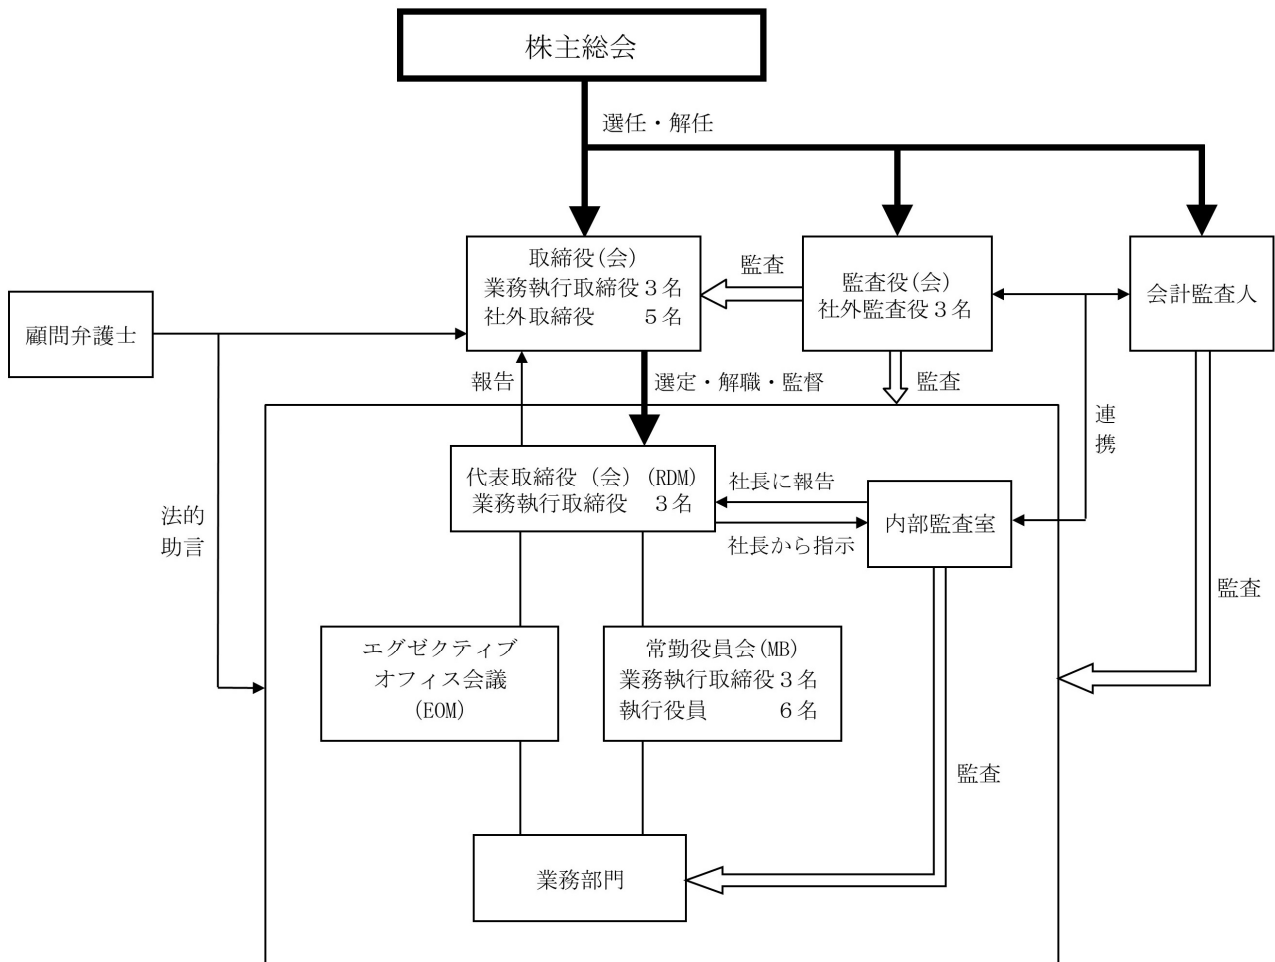 株主総会
選任・解任
取締役(会)
業務執行取締役3名
社外取締役　　5名
監査
監査役(会)
社外監査役3名
会計監査人
顧問弁護士
報告
選定・解職・監督
監査
連
携
代表取締役（会）(RDM)
業務執行取締役　3名
社長に報告
社長から指示
内部監査室
法的
助言
監査
エグゼクティブ
オフィス会議
(EOM)
常勤役員会(MB)
業務執行取締役3名
執行役員　　　6名
監査
業務部門